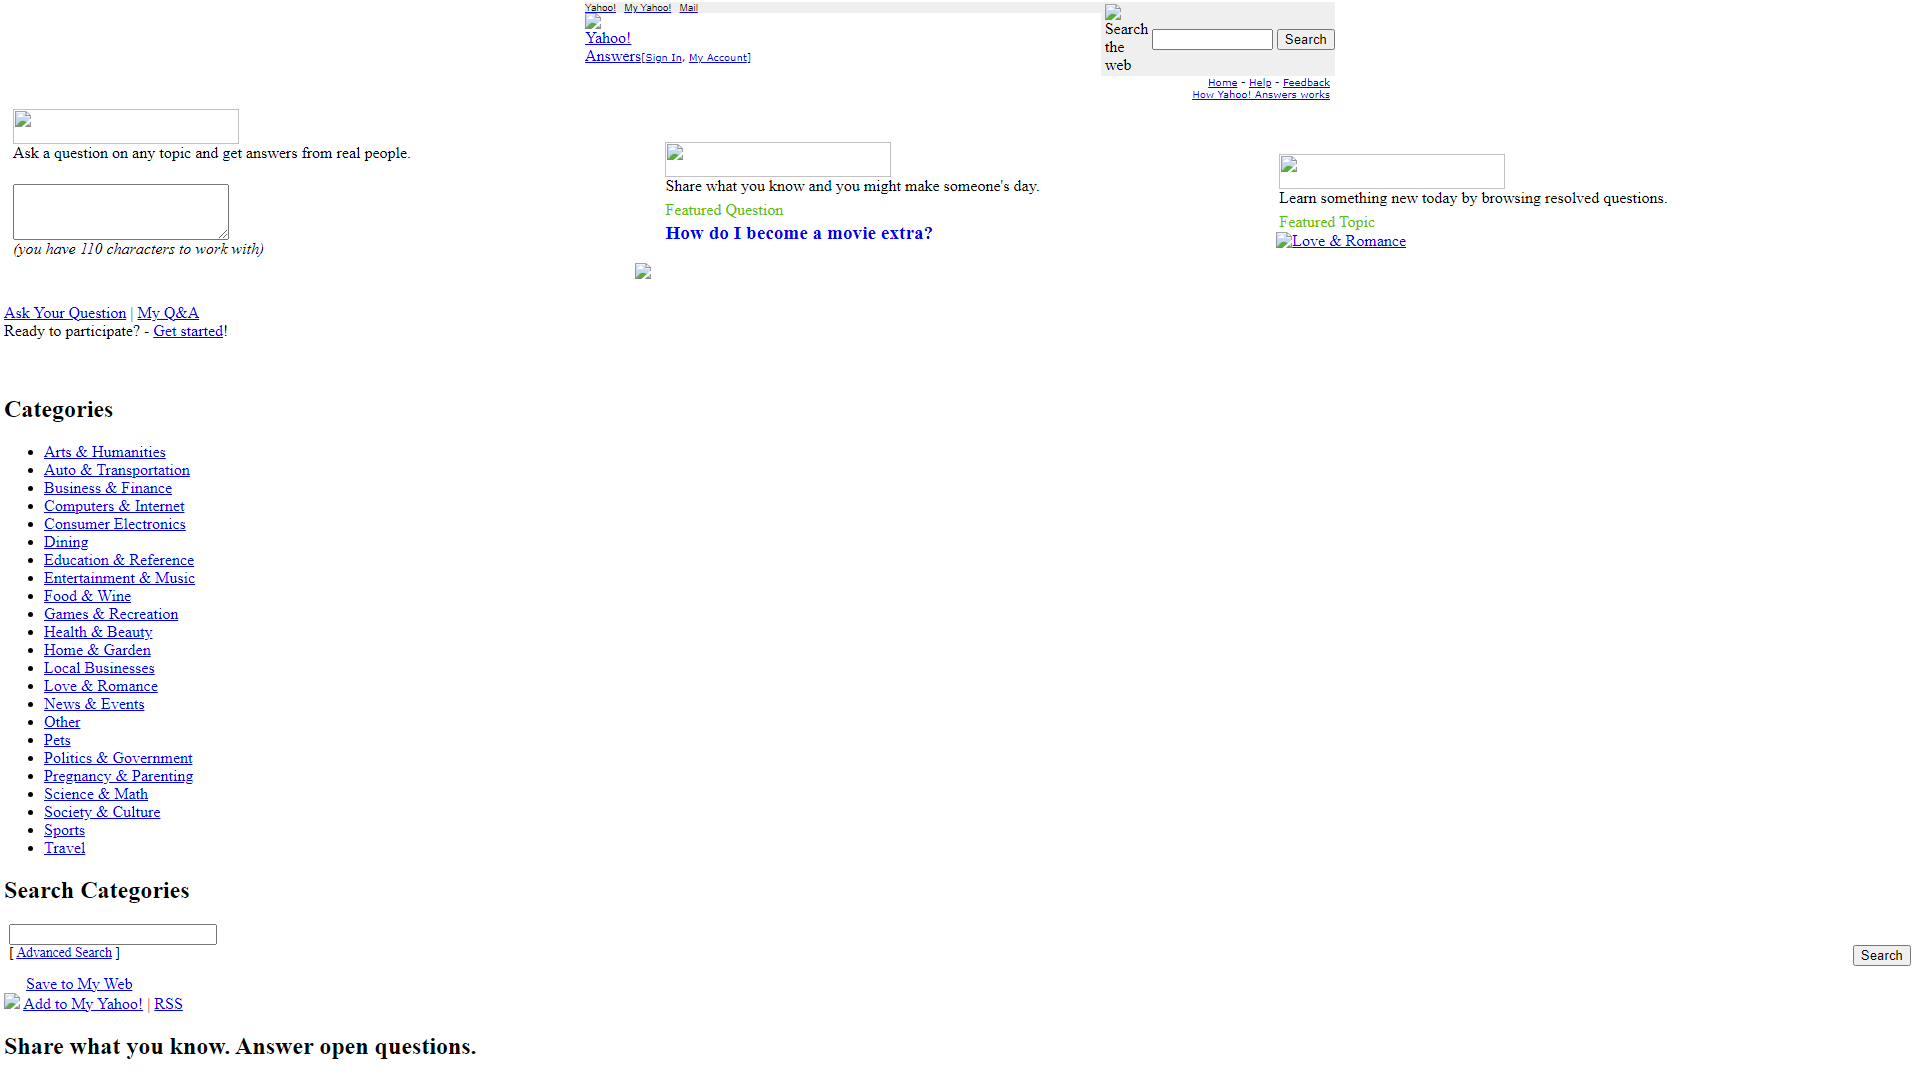 Yahoo! My Yahoo! Mail
Yahoo!
Answers[Sign In, My Account]
Search
the
web
Search
Home - Help - Feedback
How Yahoo! Answers works
Ask a question on any topic and get answers from real people.
(you have 110 characters to work with)
Share what you know and you might make someone's day.
Featured Question
How do I become a movie extra?
Learn something new today by browsing resolved questions.
Featured Topic
Love & Romance
Ask Your Question | My Q&A
Ready to participate? - Get started!
Categories
Arts & Humanities
Auto & Transportation
Business & Finance
Computers & Internet
Consumer Electronics
Dining
Education & Reference
Entertainment & Music
Food & Wine
Games & Recreation
Health & Beauty
Home & Garden
Local Businesses
Love & Romance
News & Events
Other
Pets
Politics & Government
Pregnancy & Parenting
Science & Math
Society & Culture
Sports
Travel
Search Categories
[ Advanced Search ]
Search
Save to My Web
Add to My Yahoo! | RSS
Share what you know. Answer open questions.